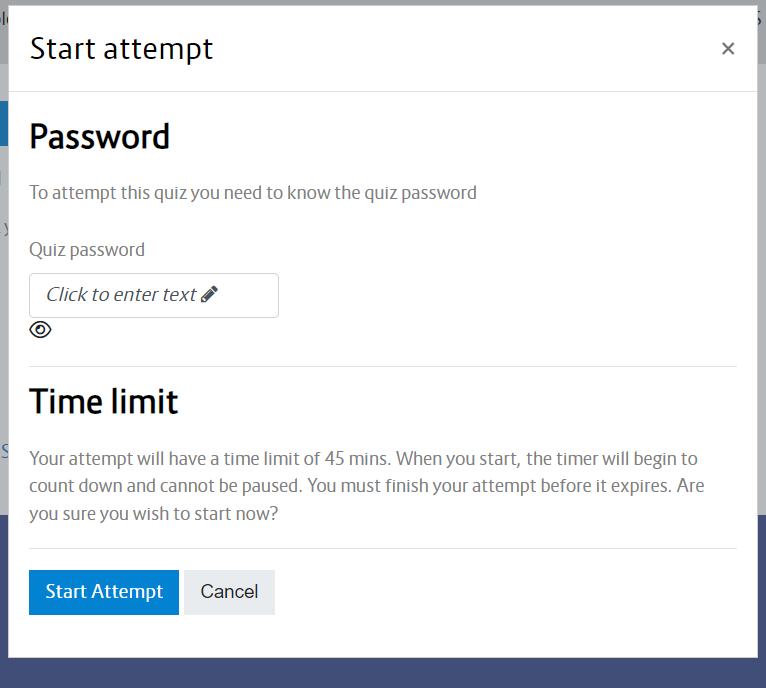 Start attempt
×
Password
To attempt this quiz you need to know the quiz password
Quiz password
Click to enter text
Time limit
Your attempt will have a time limit of 45 mins. When you start, the timer will begin to
count down and cannot be paused. You must finish your attempt before it expires. Are
you sure you wish to start now?
Start Attempt
Cancel